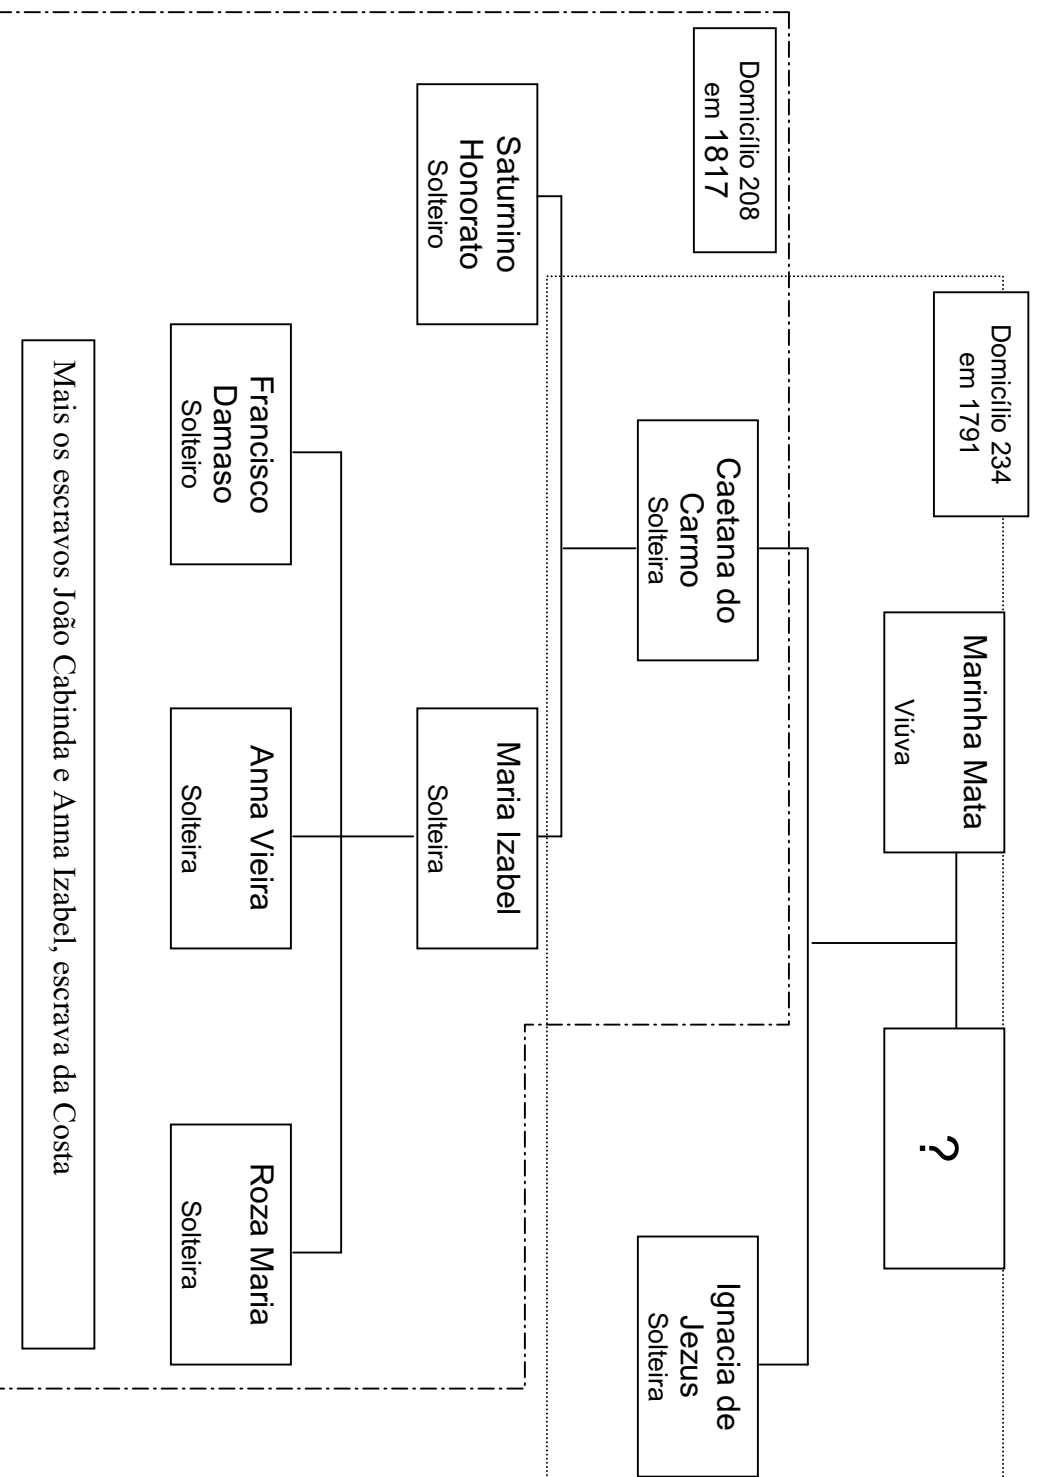 Domicílio 234
em 1791
Marinha Mata
Viúva
?
Domicílio 208
em 1817
Caetana do
Carmo
Solteira
Ignacia de
Jezus
Solteira
Saturnino
Honorato
Solteiro
Maria Izabel
Solteira
Francisco
Damaso
Solteiro
Anna Vieira
Solteira
Roza Maria
Solteira
Mais os escravos João Cabinda e Anna Izabel, escrava da Costa